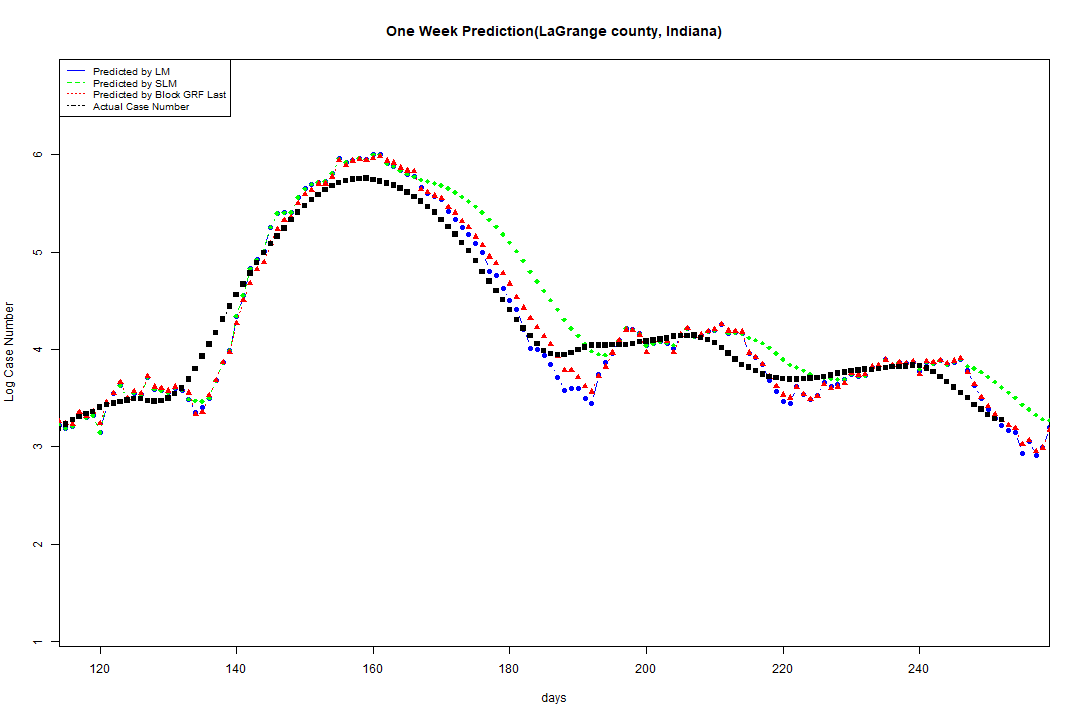 One Week Prediction(LaGrange county, Indiana)
Predicted by LM
Predicted by SLM
Predicted by Block GRF Last
Actual Case Number
6
5
4
3
2
1
Log Case Number
120 140 160 180 200 220 240
days